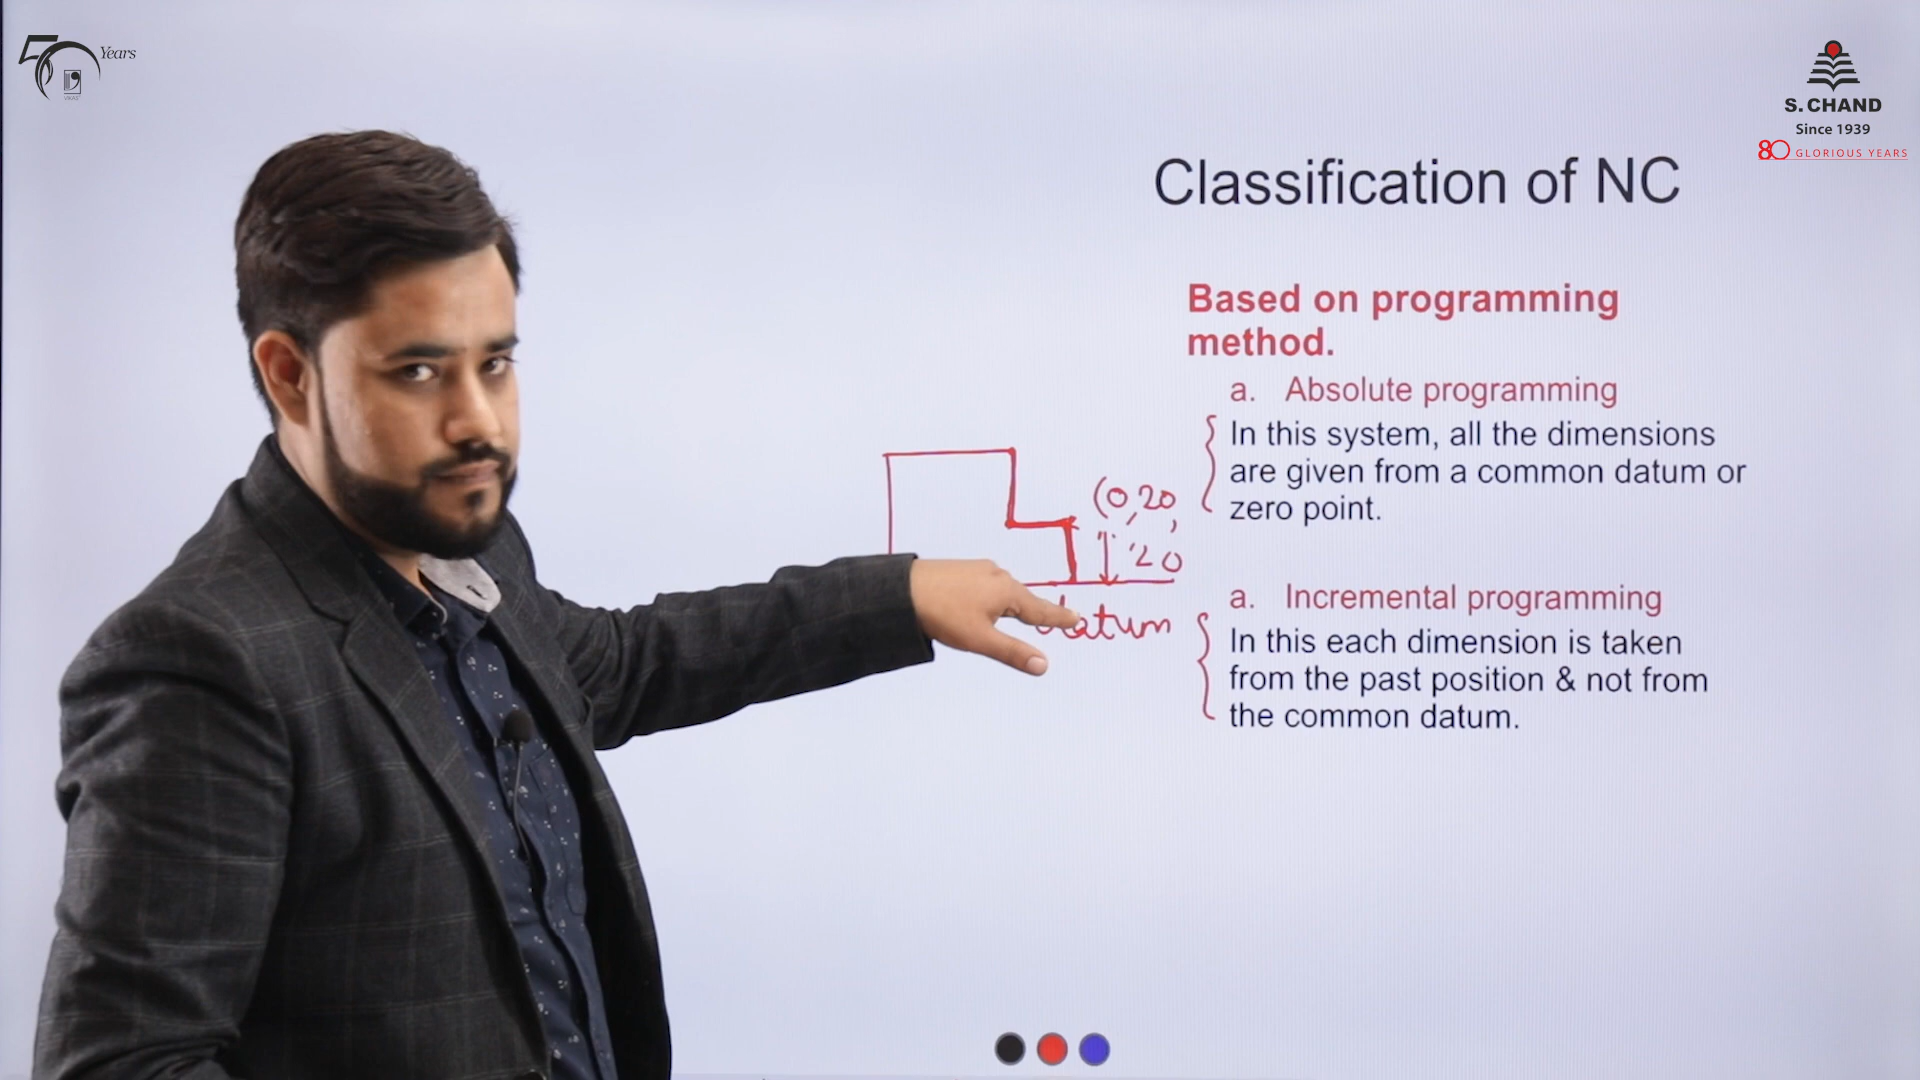 50 Years
VIKAS
S. CHAND
Since 1939
80 GLORIOUS YEARS
Classification of NC
Based on programming
method.
a. Absolute programming
In this system, all the dimensions
are given from a common datum or
zero point.
(0,20,
20
datum
a. Incremental programming
In this each dimension is taken
from the past position & not from
the common datum.